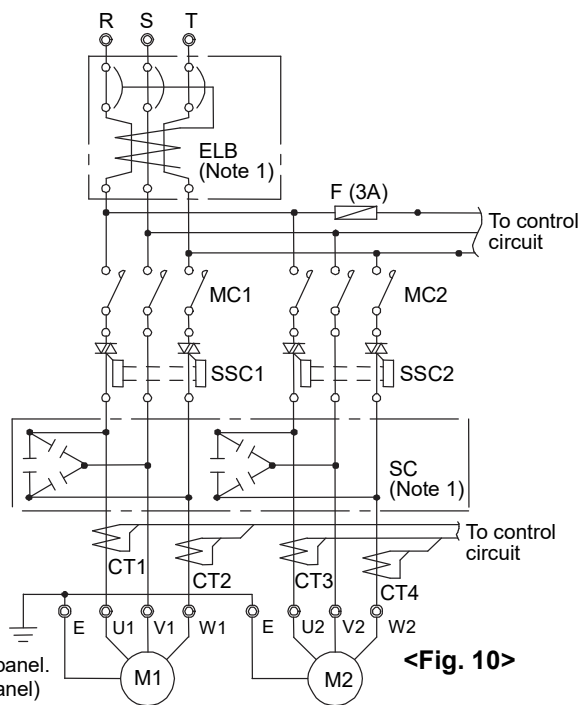 R S T
ELB
(Note 1)
F (3A)
To control
circuit
MC1
MC2
SSC1
SSC2
SC
(Note 1)
To control
circuit
CT1
CT2
CT3
CT4
E U1 V1 W1 E U2 V2 W2
M1
M2
panel.
anel)
<Fig. 10>